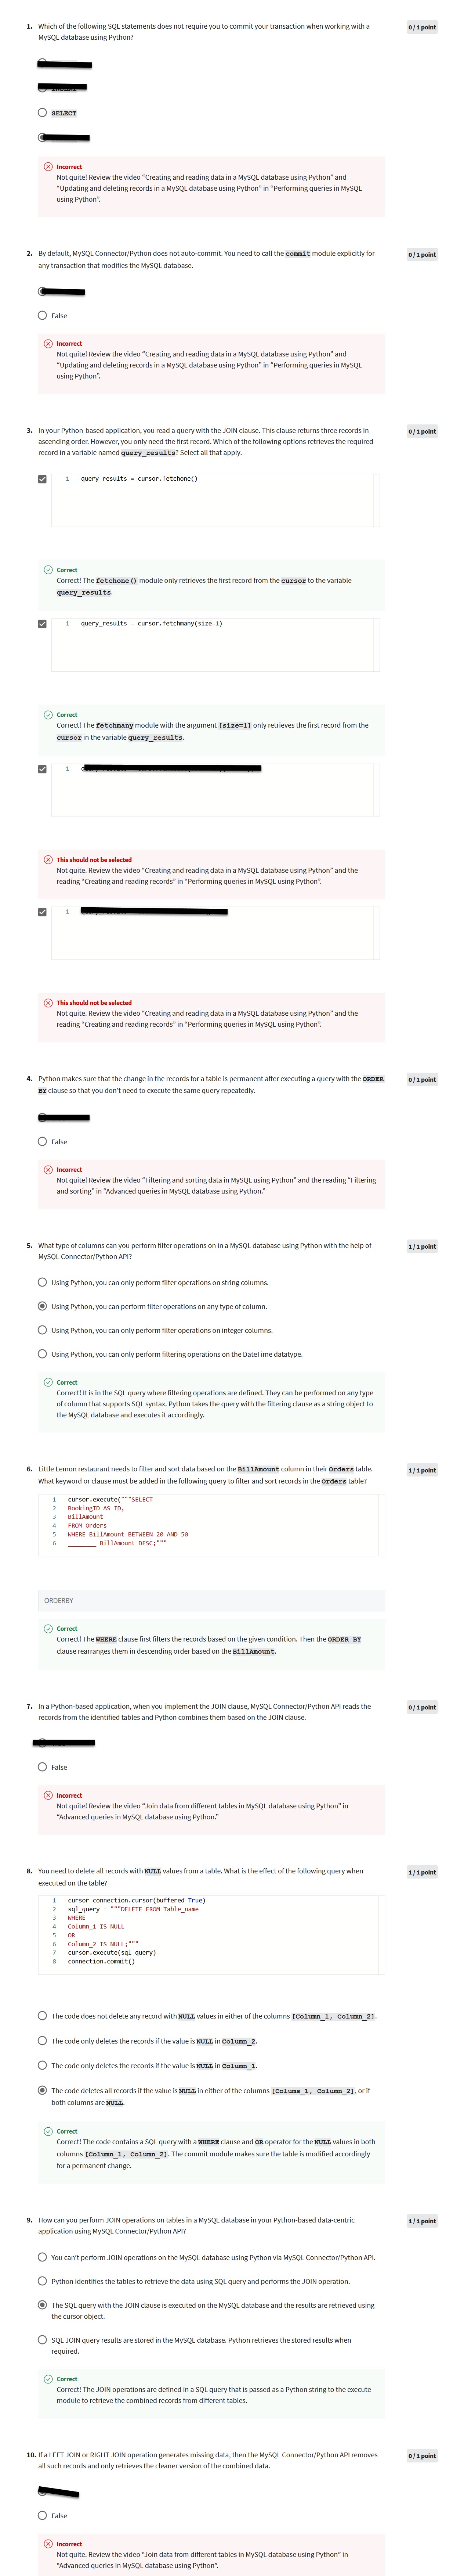 1. Which of the following SQL statements does not require you to commit your transaction when working with a
MySQL database using Python?
0 / 1 point
SELECT
Incorrect
Not quite! Review the video “Creating and reading data in a MySQL database using Python” and
“Updating and deleting records in a MySQL database using Python” in “Performing queries in MySQL
using Python”.
2. By default, MySQL Connector/Python does not auto-commit. You need to call the commit module explicitly for
any transaction that modifies the MySQL database.
0 / 1 point
False
Incorrect
Not quite! Review the video “Creating and reading data in a MySQL database using Python” and
“Updating and deleting records in a MySQL database using Python” in “Performing queries in MySQL
using Python”.
3. In your Python-based application, you read a query with the JOIN clause. This clause returns three records in
ascending order. However, you only need the first record. Which of the following options retrieves the required
record in a variable named query_results? Select all that apply.
0 / 1 point
1 query_results = cursor.fetchone()
Correct
Correct! The fetchone() module only retrieves the first record from the cursor to the variable
query_results.
1 query_results = cursor.fetchmany(size=1)
Correct
Correct! The fetchmany module with the argument [size=1] only retrieves the first record from the
cursor in the variable query_results.
1
This should not be selected
Not quite. Review the video “Creating and reading data in a MySQL database using Python” and the
reading “Creating and reading records” in “Performing queries in MySQL using Python”.
1
This should not be selected
Not quite. Review the video “Creating and reading data in a MySQL database using Python” and the
reading “Creating and reading records” in “Performing queries in MySQL using Python”.
4. Python makes sure that the change in the records for a table is permanent after executing a query with the ORDER
BY clause so that you don't need to execute the same query repeatedly.
0 / 1 point
False
Incorrect
Not quite! Review the video “Filtering and sorting data in MySQL using Python” and the reading “Filtering
and sorting” in “Advanced queries in MySQL database using Python.”
5. What type of columns can you perform filter operations on in a MySQL database using Python with the help of
MySQL Connector/Python API?
1 / 1 point
Using Python, you can only perform filter operations on string columns.
Using Python, you can perform filter operations on any type of column.
Using Python, you can only perform filter operations on integer columns.
Using Python, you can only perform filtering operations on the DateTime datatype.
Correct
Correct! It is in the SQL query where filtering operations are defined. They can be performed on any type
of column that supports SQL syntax. Python takes the query with the filtering clause as a string object to
the MySQL database and executes it accordingly.
6. Little Lemon restaurant needs to filter and sort data based on the BillAmount column in their Orders table.
What keyword or clause must be added in the following query to filter and sort records in the Orders table?
1 / 1 point
1 cursor.execute("""SELECT
2 BookingID AS ID,
3 BillAmount
4 FROM Orders
5 WHERE BillAmount BETWEEN 20 AND 50
6 ________ BillAmount DESC;"""
ORDERBY
Correct
Correct! The WHERE clause first filters the records based on the given condition. Then the ORDER BY
clause rearranges them in descending order based on the BillAmount.
7. In a Python-based application, when you implement the JOIN clause, MySQL Connector/Python API reads the
records from the identified tables and Python combines them based on the JOIN clause.
0 / 1 point
False
Incorrect
Not quite! Review the video “Join data from different tables in MySQL database using Python” in
“Advanced queries in MySQL database using Python.”
8. You need to delete all records with NULL values from a table. What is the effect of the following query when
executed on the table?
1 / 1 point
1 cursor=connection.cursor(buffered=True)
2 sql_query = """DELETE FROM Table_name
3 WHERE
4 Column_1 IS NULL
5 OR
6 Column_2 IS NULL;"""
7 cursor.execute(sql_query)
8 connection.commit()
The code does not delete any record with NULL values in either of the columns [Column_1, Column_2].
The code only deletes the records if the value is NULL in Column_2.
The code only deletes the records if the value is NULL in Column_1.
The code deletes all records if the value is NULL in either of the columns [Colums_1, Column_2], or if
both columns are NULL.
Correct
Correct! The code contains a SQL query with a WHERE clause and OR operator for the NULL values in both
columns [Column_1, Column_2]. The commit module makes sure the table is modified accordingly
for a permanent change.
9. How can you perform JOIN operations on tables in a MySQL database in your Python-based data-centric
application using MySQL Connector/Python API?
1 / 1 point
You can't perform JOIN operations on the MySQL database using Python via MySQL Connector/Python API.
Python identifies the tables to retrieve the data using SQL query and performs the JOIN operation.
The SQL query with the JOIN clause is executed on the MySQL database and the results are retrieved using
the cursor object.
SQL JOIN query results are stored in the MySQL database. Python retrieves the stored results when
required.
Correct
Correct! The JOIN operations are defined in a SQL query that is passed as a Python string to the execute
module to retrieve the combined records from different tables.
10. If a LEFT JOIN or RIGHT JOIN operation generates missing data, then the MySQL Connector/Python API removes
all such records and only retrieves the cleaner version of the combined data.
0 / 1 point
False
Incorrect
Not quite. Review the video “Join data from different tables in MySQL database using Python” in
“Advanced queries in MySQL database using Python”.